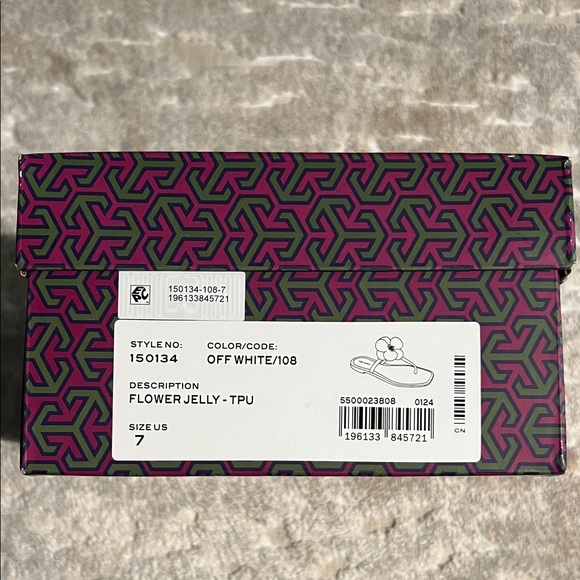 150134-108-7
196133845721
STYLE NO: COLOR/CODE:
150134 OFF WHITE/108
DESCRIPTION
FLOWER JELLY - TPU
SIZE US
7
5500023808 0124
196133 845721
CN